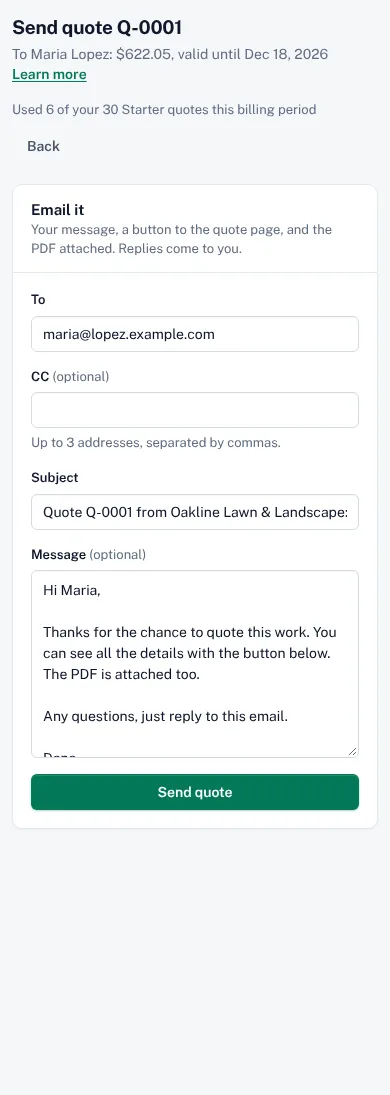 Send quote Q-0001
To Maria Lopez: $622.05, valid until Dec 18, 2026
Learn more
Used 6 of your 30 Starter quotes this billing period
Back
Email it
Your message, a button to the quote page, and the
PDF attached. Replies come to you.
To
maria@lopez.example.com
CC (optional)
Up to 3 addresses, separated by commas.
Subject
Quote Q-0001 from Oakline Lawn & Landscape:
Message (optional)
Hi Maria,
Thanks for the chance to quote this work. You
can see all the details with the button below.
The PDF is attached too.
Any questions, just reply to this email.
Send quote